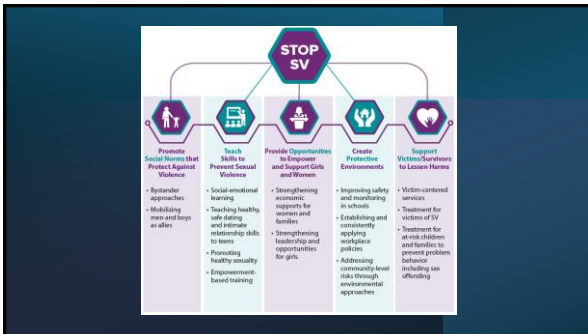 STOP
SV
Promote
Social Norms that
Protect Against
Violence
• Bystander
approaches
• Mobilizing
men and boys
as allies
Teach
Skills to
Prevent Sexual
Violence
• Social-emotional
learning
• Teaching healthy,
safe dating
and intimate
relationship skills
to teens
• Promoting
healthy sexuality
• Empowerment-
based training
Provide Opportunities
to Empower
and Support Girls
and Women
• Strengthening
economic
supports for
women and
families
• Strengthening
leadership and
opportunities
for girls
Create
Protective
Environments
• Improving safety
and monitoring
in schools
• Establishing and
consistently
applying
workplace
policies
• Addressing
community-level
risks through
environmental
approaches
Support
Victims/Survivors
to Lessen Harms
• Victim-centered
services
• Treatment for
victims of SV
• Treatment for
at-risk children
and families to
prevent problem
behavior
including sex
offending